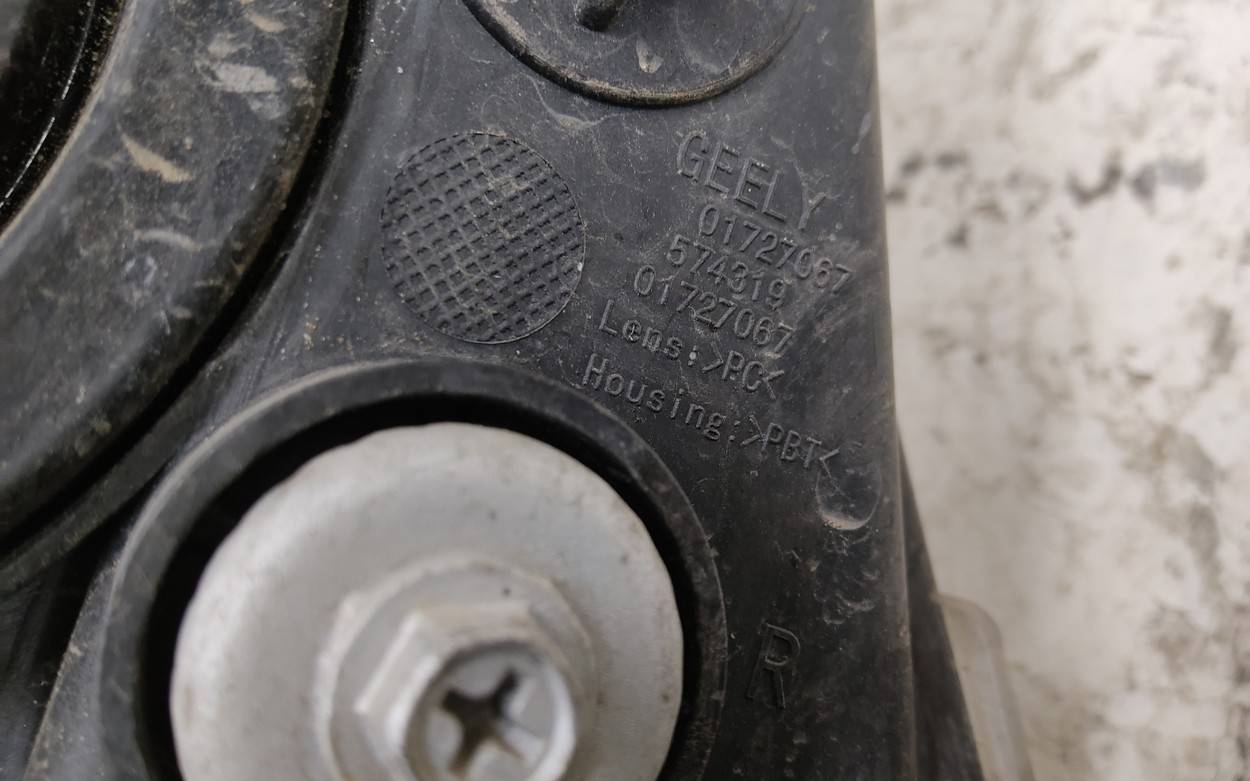 GEELY
01727067
574319
01727067
Lens:>PC<
Housing:>PBT<
R